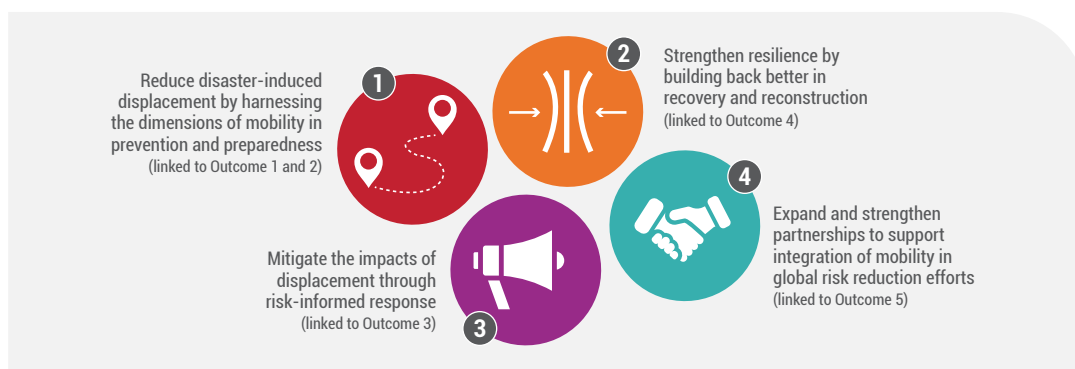 1
Reduce disaster-induced
displacement by harnessing
the dimensions of mobility in
prevention and preparedness
(linked to Outcome 1 and 2)
2
Strengthen resilience by
building back better in
recovery and reconstruction
(linked to Outcome 4)
Mitigate the impacts of
displacement through
risk-informed response
(linked to Outcome 3)
3
4
Expand and strengthen
partnerships to support
integration of mobility in
global risk reduction efforts
(linked to Outcome 5)